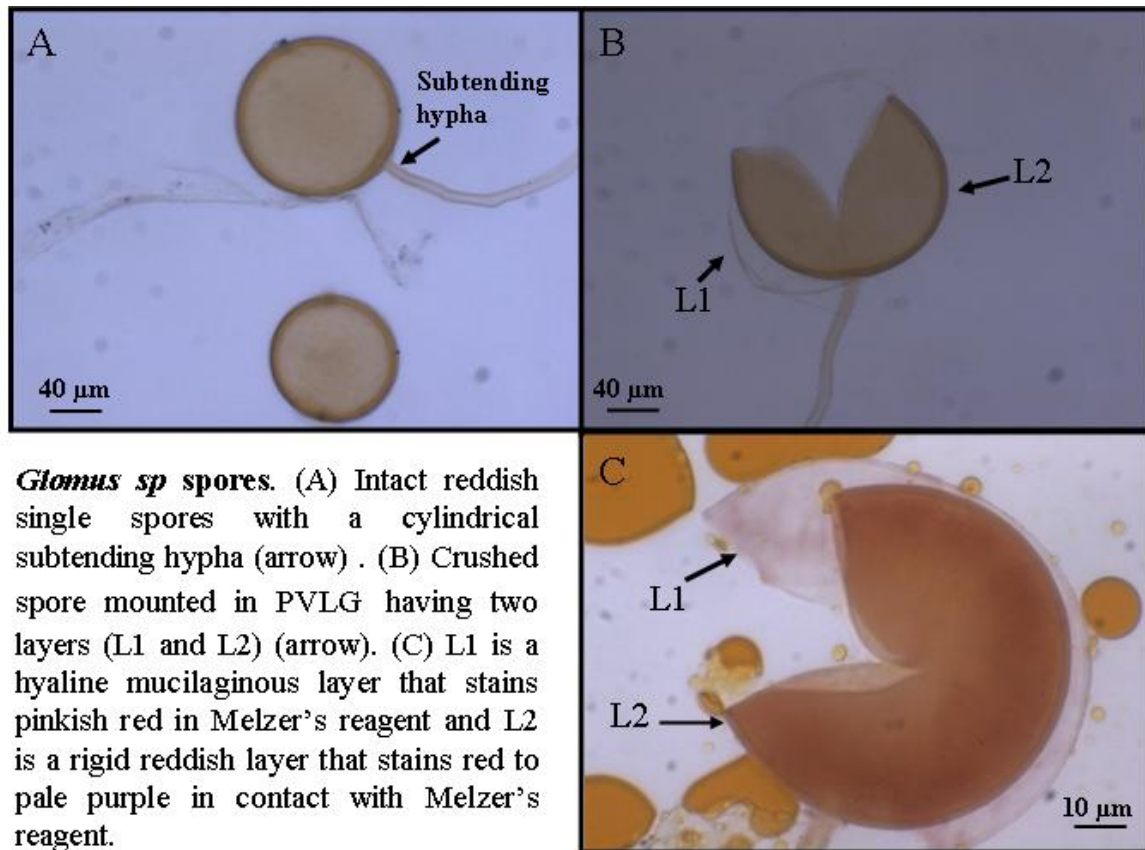 A
Subtending
hypha
40 µm
B
L2
L1
40 µm
Glomus sp spores. (A) Intact reddish
single spores with a cylindrical
subtending hypha (arrow) . (B) Crushed
spore mounted in PVLG having two
layers (L1 and L2) (arrow). (C) L1 is a
hyaline mucilaginous layer that stains
pinkish red in Melzer’s reagent and L2
is a rigid reddish layer that stains red to
pale purple in contact with Melzer’s
reagent.
C
L1
L2
10 µm